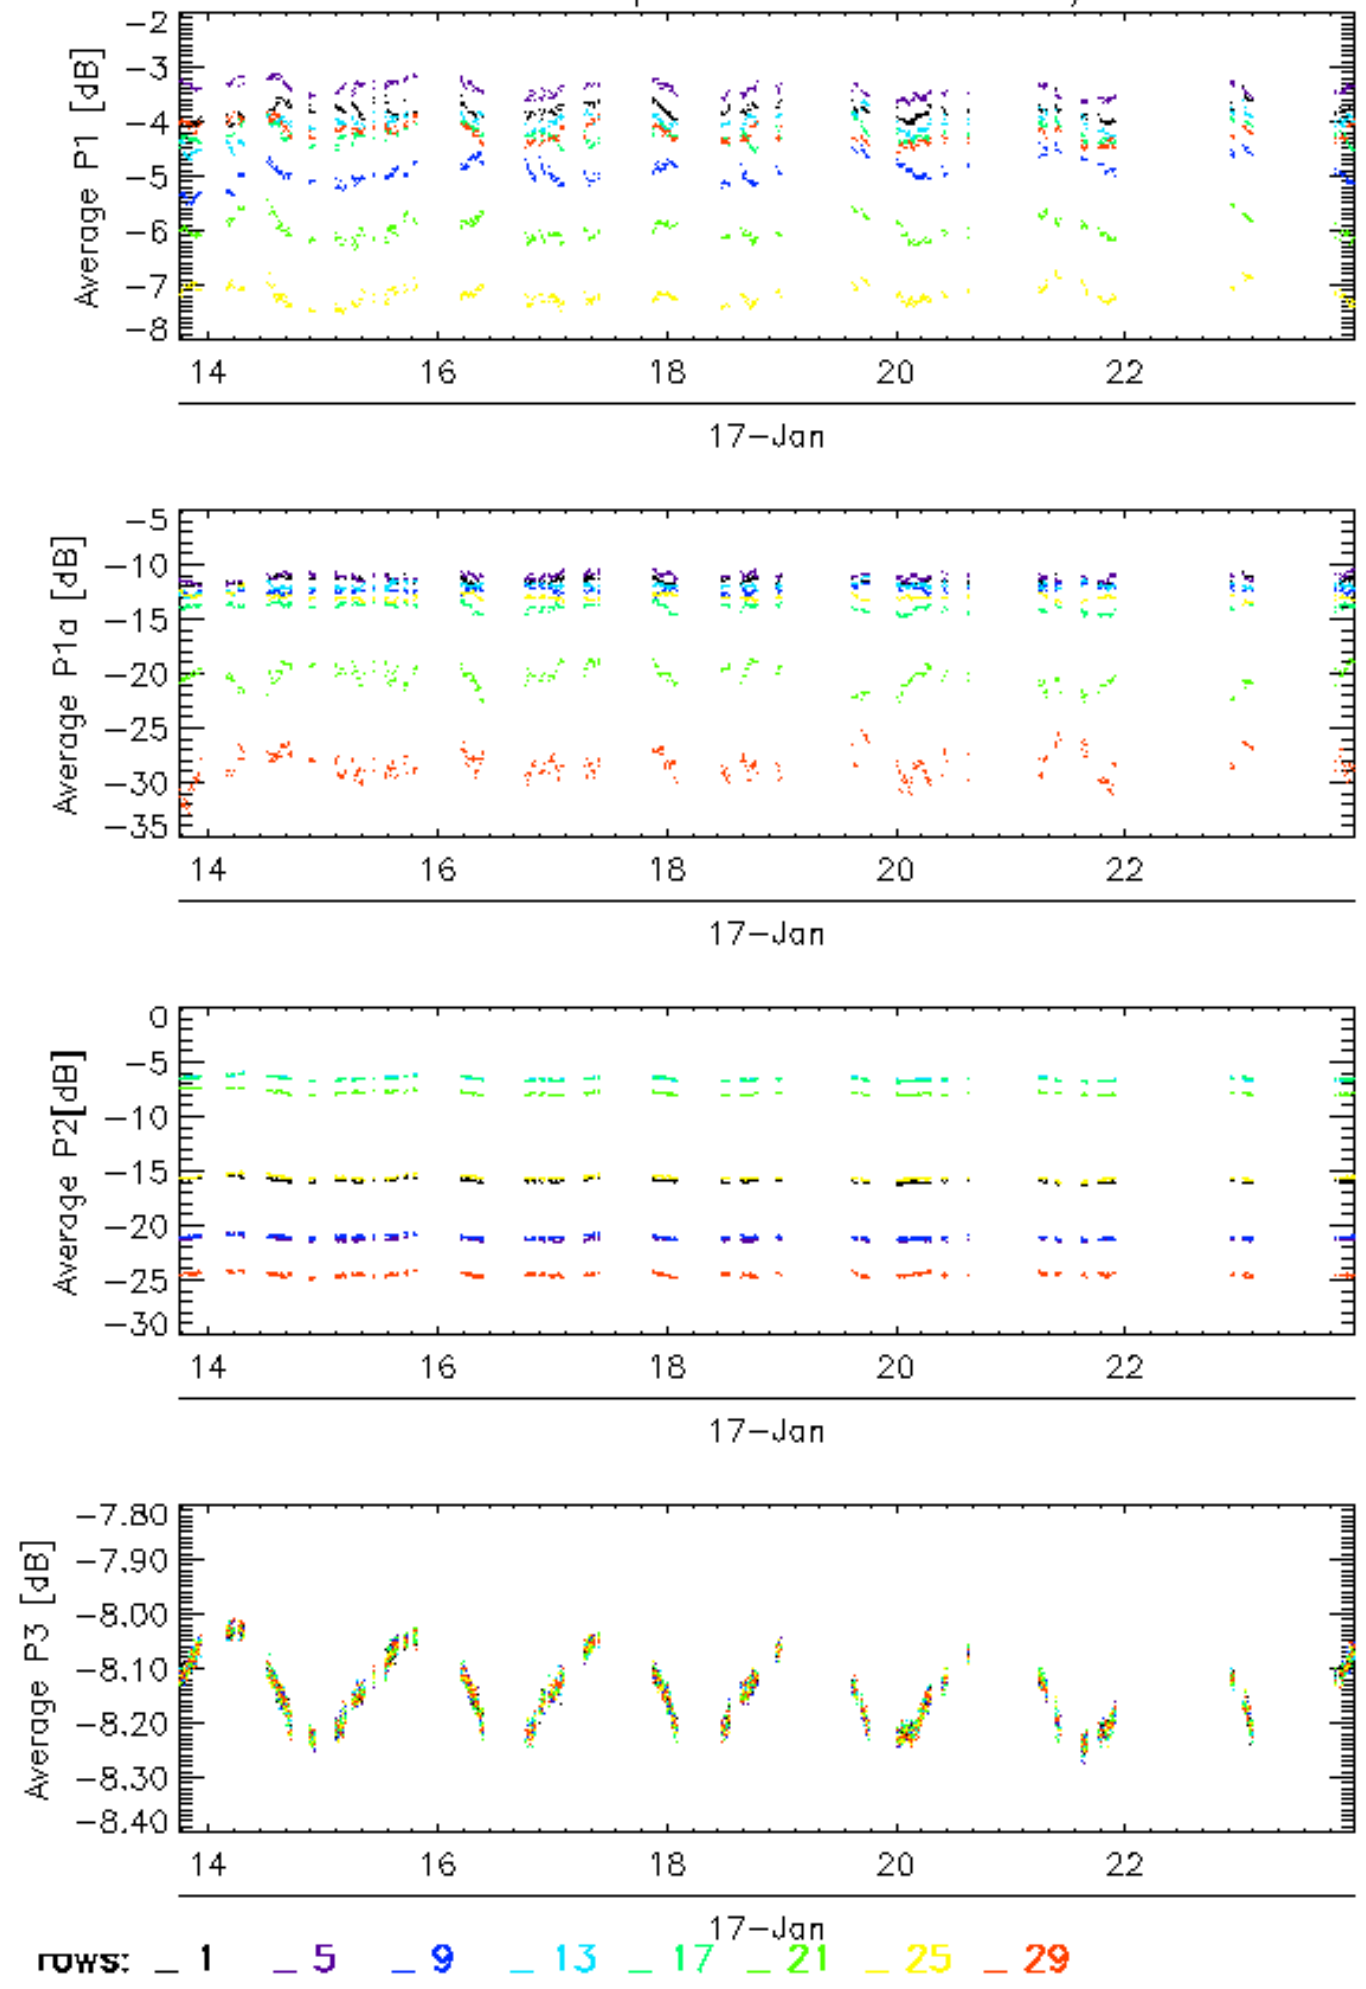 Average P1 [dB]
-2
-3
-4
-5
-6
-7
-8
14 16 18 20 22
17-Jan
Average P1a [dB]
-5
-10
-15
-20
-25
-30
-35
14 16 18 20 22
17-Jan
Average P2[dB]
0
-5
-10
-15
-20
-25
-30
14 16 18 20 22
17-Jan
Average P3 [dB]
-7.80
-7.90
-8.00
-8.10
-8.20
-8.30
-8.40
14 16 18 20 22
17-Jan
rows: _ 1 _ 5 _ 9 _ 13 _ 17 _ 21 _ 25 _ 29